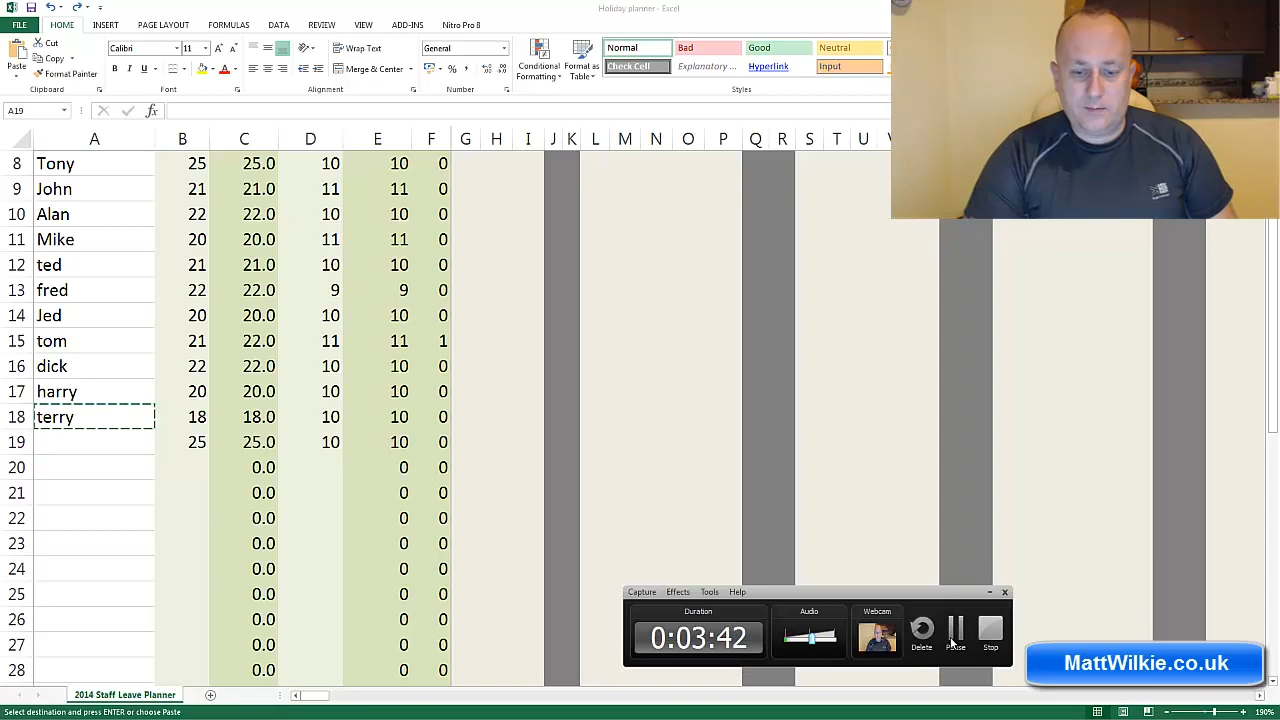 Holiday planner - Excel
FILE HOME INSERT PAGE LAYOUT FORMULAS DATA REVIEW VIEW ADD-INS Nitro Pro 8
Paste Cut Copy Format Painter
Clipboard
Calibri 11
B I U
Font
Wrap Text
Merge & Center
Alignment
General
Number
Conditional Formatting Format as Table
Normal Bad Good Neutral
Check Cell Explanatory ... Hyperlink Input
Styles
A19 fx
A B C D E F G H I J K L M N O P Q R S T U
8 Tony 25 25.0 10 10 0
9 John 21 21.0 11 11 0
10 Alan 22 22.0 10 10 0
11 Mike 20 20.0 11 11 0
12 ted 21 21.0 10 10 0
13 fred 22 22.0 9 9 0
14 Jed 20 20.0 10 10 0
15 tom 21 22.0 11 11 1
16 dick 22 22.0 10 10 0
17 harry 20 20.0 10 10 0
18 terry 18 18.0 10 10 0
19 25 25.0 10 10 0
20 0.0 0 0
21 0.0 0 0
22 0.0 0 0
23 0.0 0 0
24 0.0 0 0
25 0.0 0 0
26 0.0 0 0
27 0.0 0 0
28 0.0 0 0
Capture Effects Tools Help
Duration Audio Webcam
0:03:42
Delete Pause Stop
MattWilkie.co.uk
2014 Staff Leave Planner
Select destination and press ENTER or choose Paste
190%